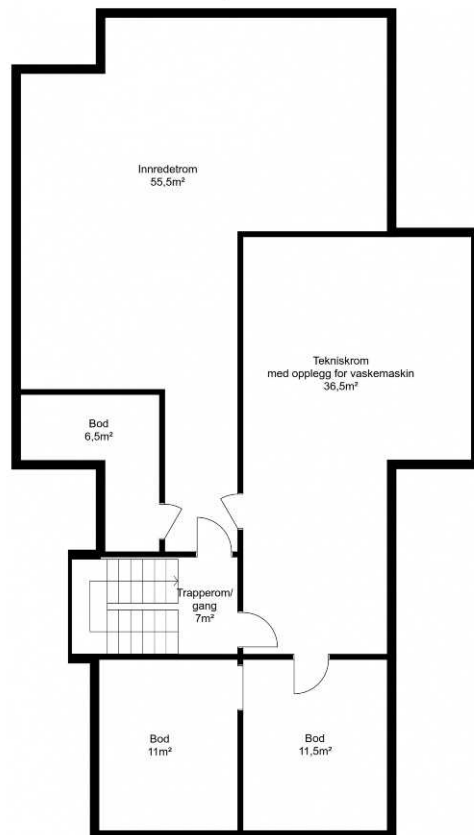 Innredetrom
55,5m²
Tekniskrom
med opplegg for vaskemaskin
36,5m²
Bod
6,5m²
Trapperom/
gang
7m²
Bod
11m²
Bod
11,5m²